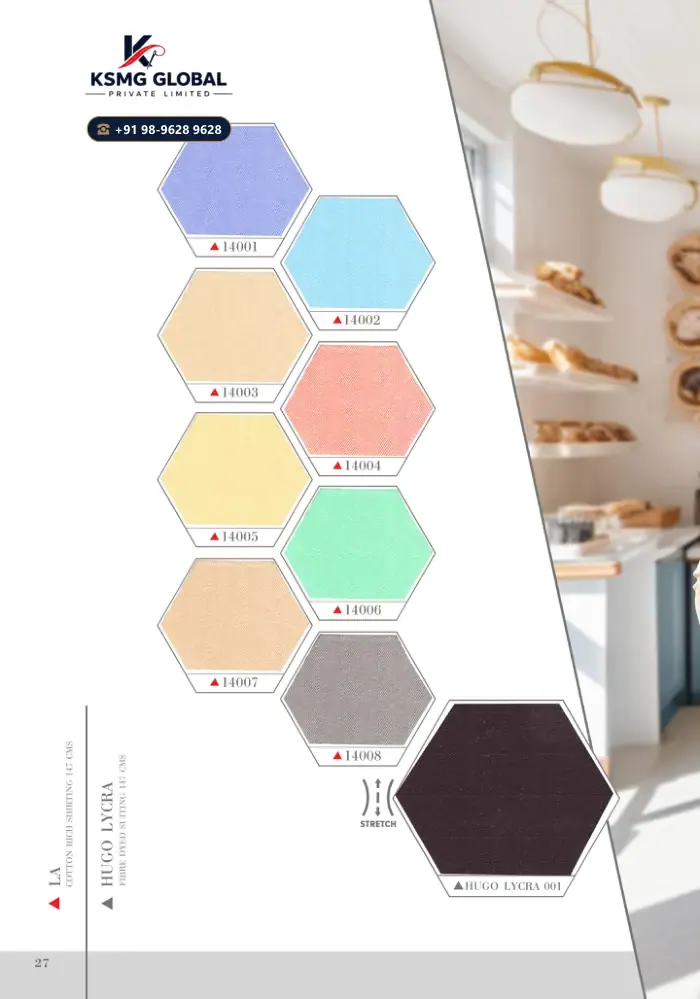 KSMG GLOBAL
PRIVATE LIMITED
+91 98-9628 9628
14001
14002
14003
14004
14005
14006
14007
14008
STRETCH
HUGO LYCRA 001
LA
COTTON RICH SHIRTING 147 CMS
HUGO LYCRA
FIBRE DYED SUITING 147 CMS
27